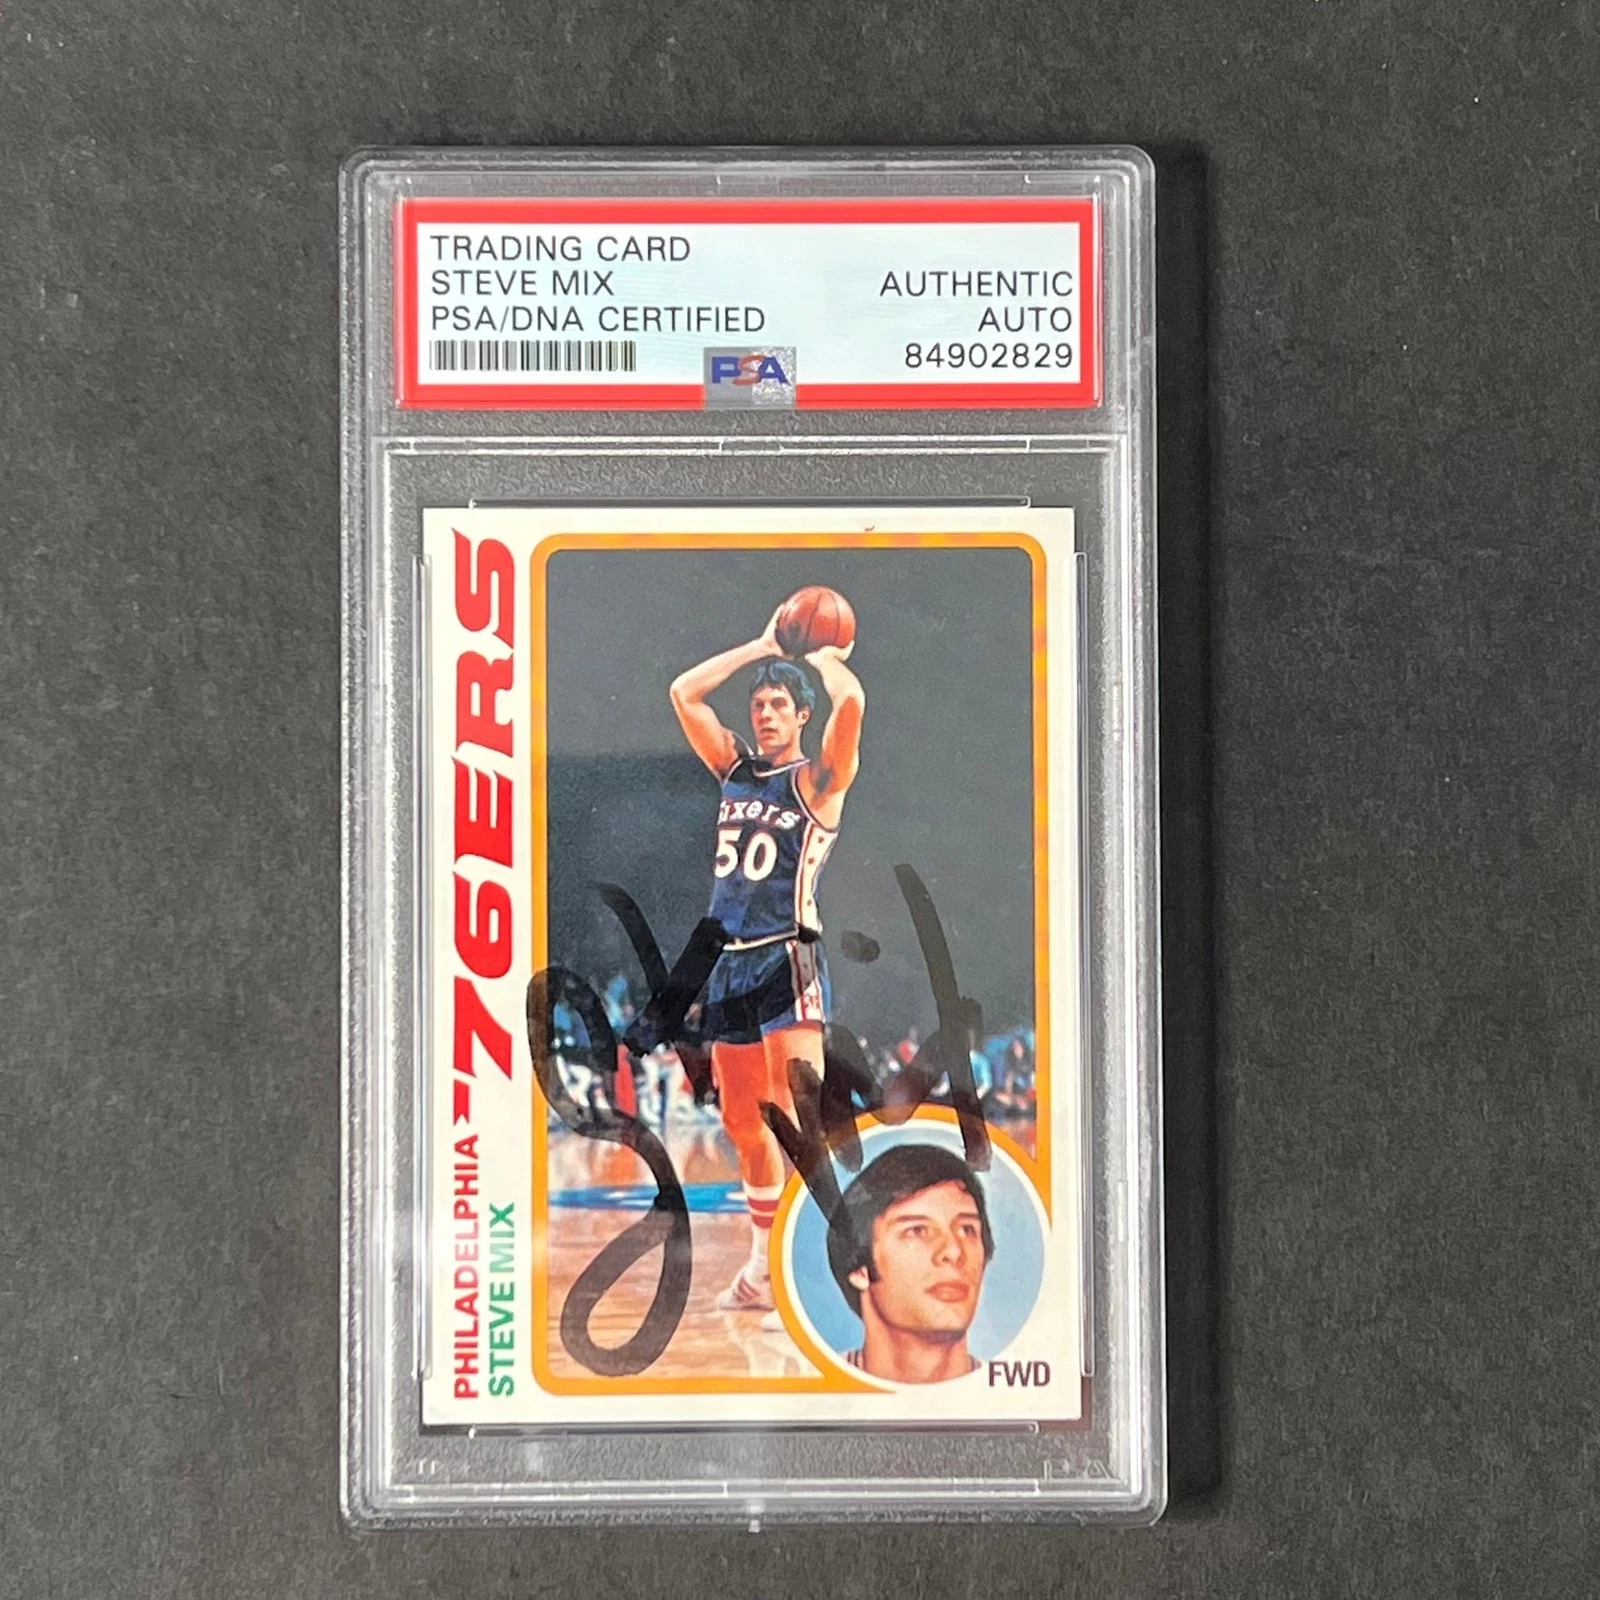 TRADING CARD
STEVE MIX
PSA/DNA CERTIFIED
AUTHENTIC
AUTO
84902829
PSA
PHILADELPHIA 76ERS
STEVE MIX
Sixers
50
FWD